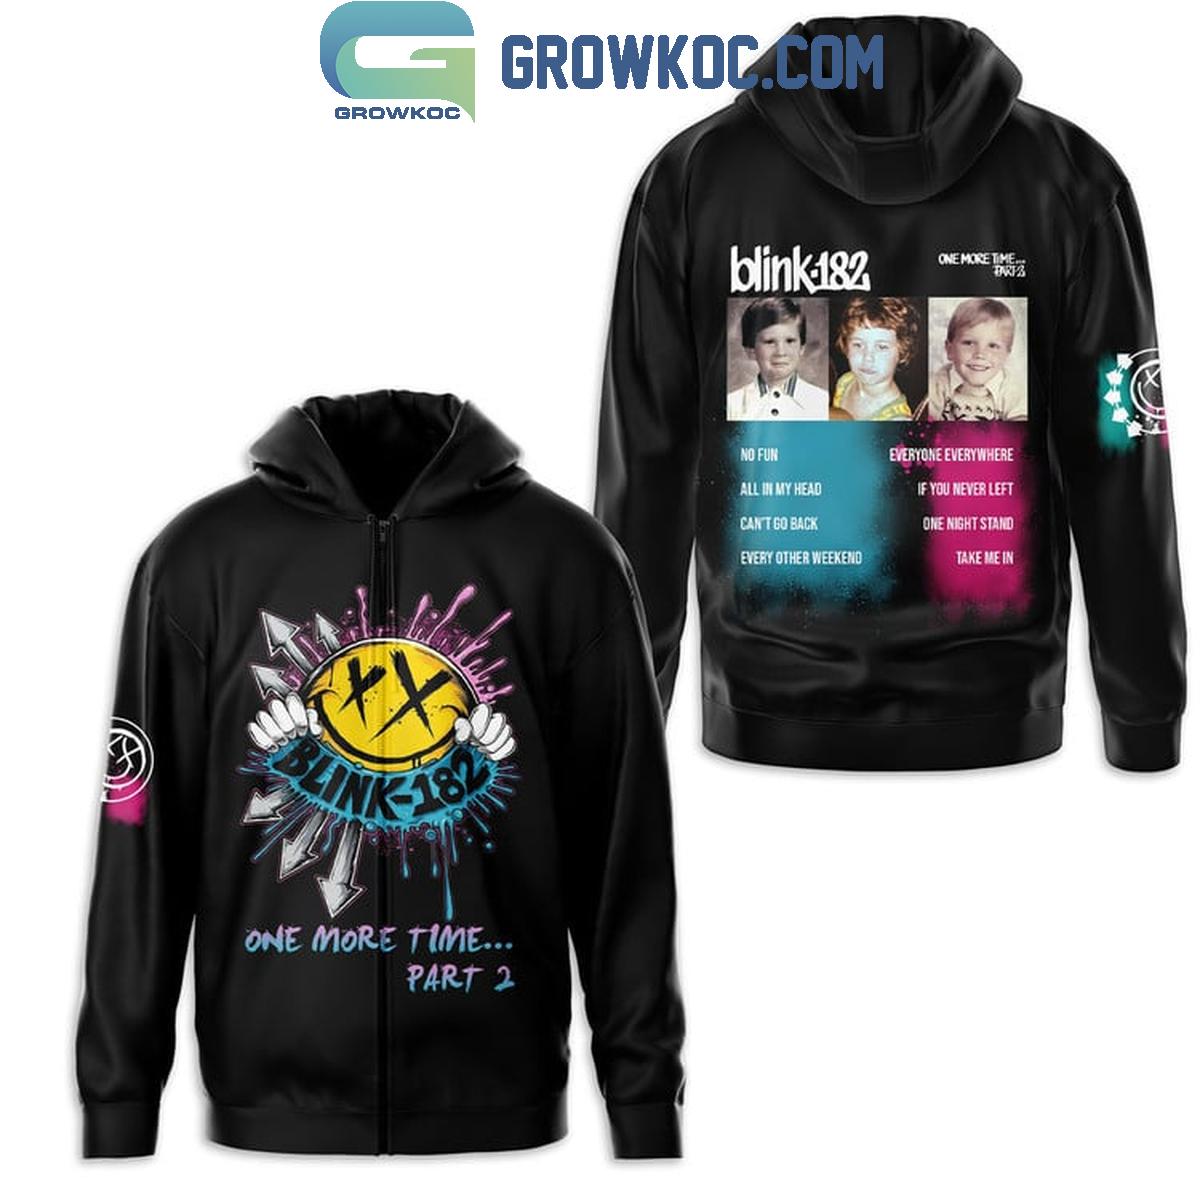 GROWKOC
GROWKOC.COM
blink-182
ONE MORE TIME...
PART 2
NO FUN
EVERYONE EVERYWHERE
ALL IN MY HEAD
IF YOU NEVER LEFT
CAN'T GO BACK
ONE NIGHT STAND
EVERY OTHER WEEKEND
TAKE ME IN
BLINK-182
ONE MORE TIME...
PART 2